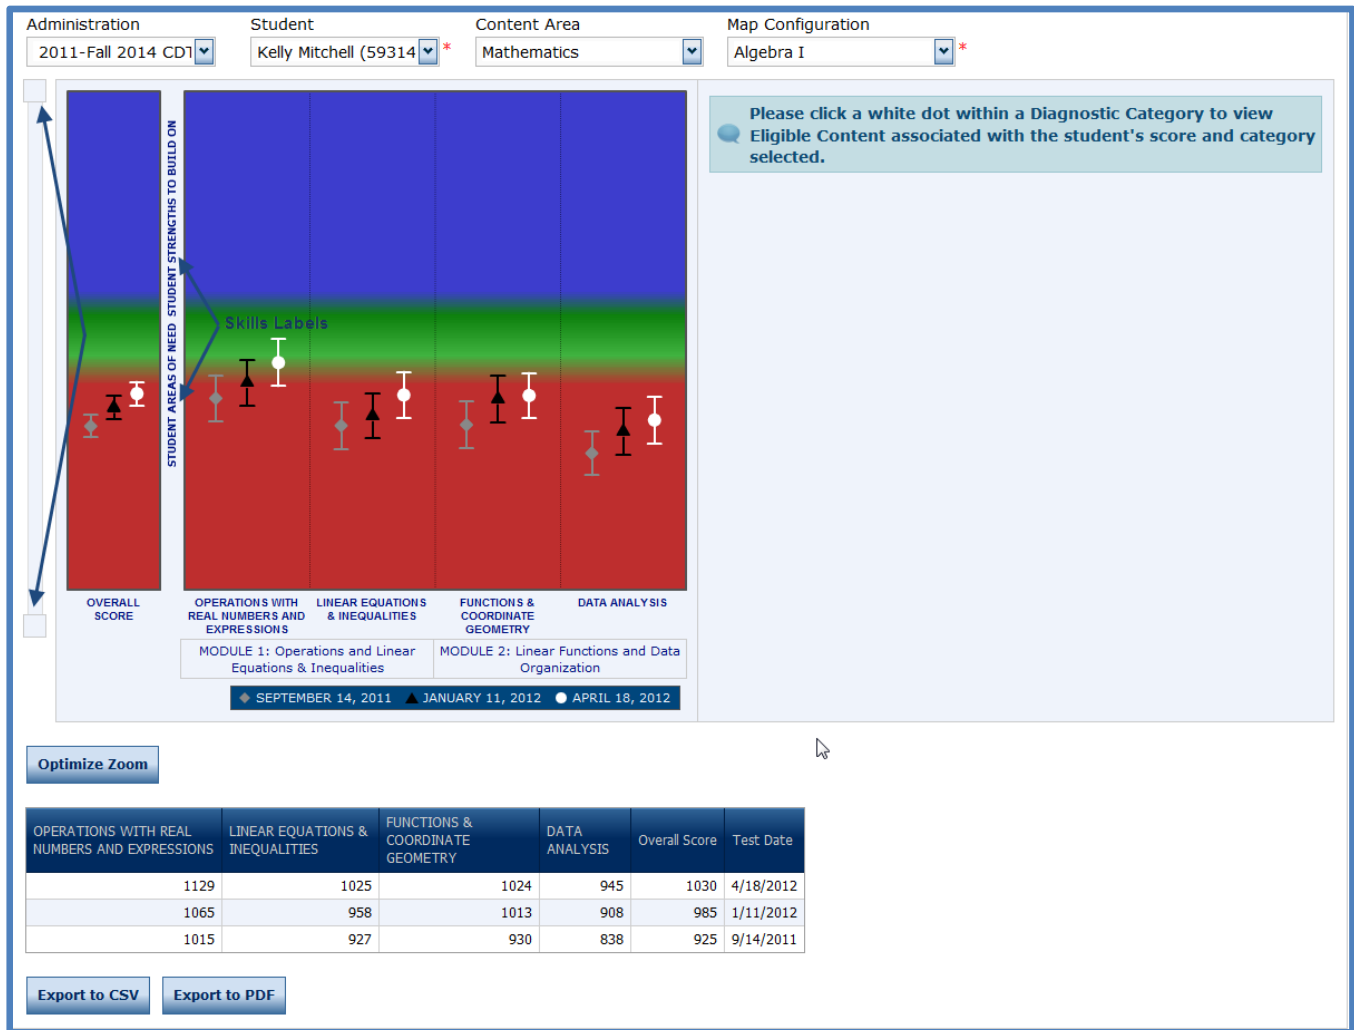 Administration
Student
Content Area
Map Configuration
2011-Fall 2014 CDT
Kelly Mitchell (59314
*
Mathematics
Algebra I
*
STUDENT AREAS OF NEED STUDENT STRENGTHS TO BUILD ON
Skills Labels
Please click a white dot within a Diagnostic Category to view
Eligible Content associated with the student's score and category
selected.
OVERALL
SCORE
OPERATIONS WITH
REAL NUMBERS AND
EXPRESSIONS
LINEAR EQUATIONS
& INEQUALITIES
FUNCTIONS &
COORDINATE
GEOMETRY
DATA ANALYSIS
MODULE 1: Operations and Linear
Equations & Inequalities
MODULE 2: Linear Functions and Data
Organization
SEPTEMBER 14, 2011 JANUARY 11, 2012 APRIL 18, 2012
Optimize Zoom
OPERATIONS WITH REAL
NUMBERS AND EXPRESSIONS
LINEAR EQUATIONS &
INEQUALITIES
FUNCTIONS &
COORDINATE
GEOMETRY
DATA
ANALYSIS
Overall Score
Test Date
1129 1025 1024 945 1030 4/18/2012
1065 958 1013 908 985 1/11/2012
1015 927 930 838 925 9/14/2011
Export to CSV
Export to PDF